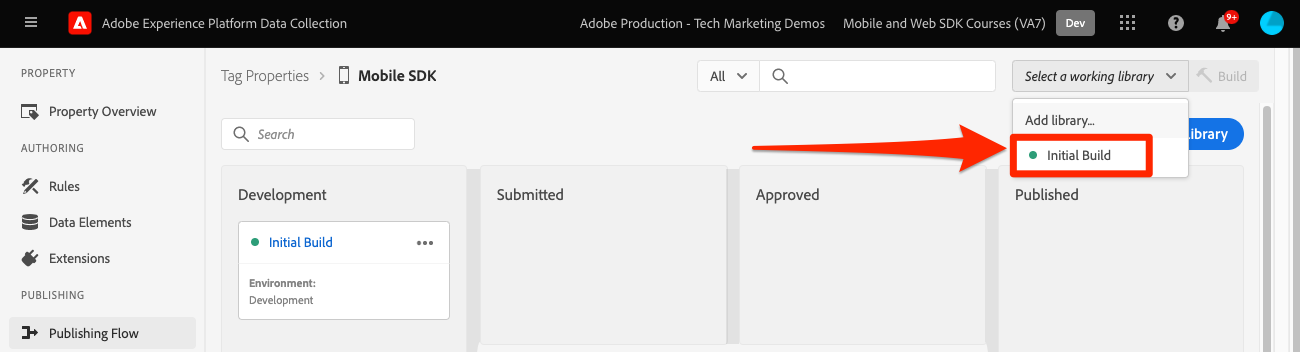 Adobe Experience Platform Data Collection
Adobe Production - Tech Marketing Demos
Mobile and Web SDK Courses (VA7)
Dev
9+
PROPERTY
Property Overview
AUTHORING
Rules
Data Elements
Extensions
PUBLISHING
Publishing Flow
Tag Properties > Mobile SDK
All
Select a working library
Build
Add library...
Initial Build
Library
Search
Development
Submitted
Approved
Published
Initial Build
Environment:
Development